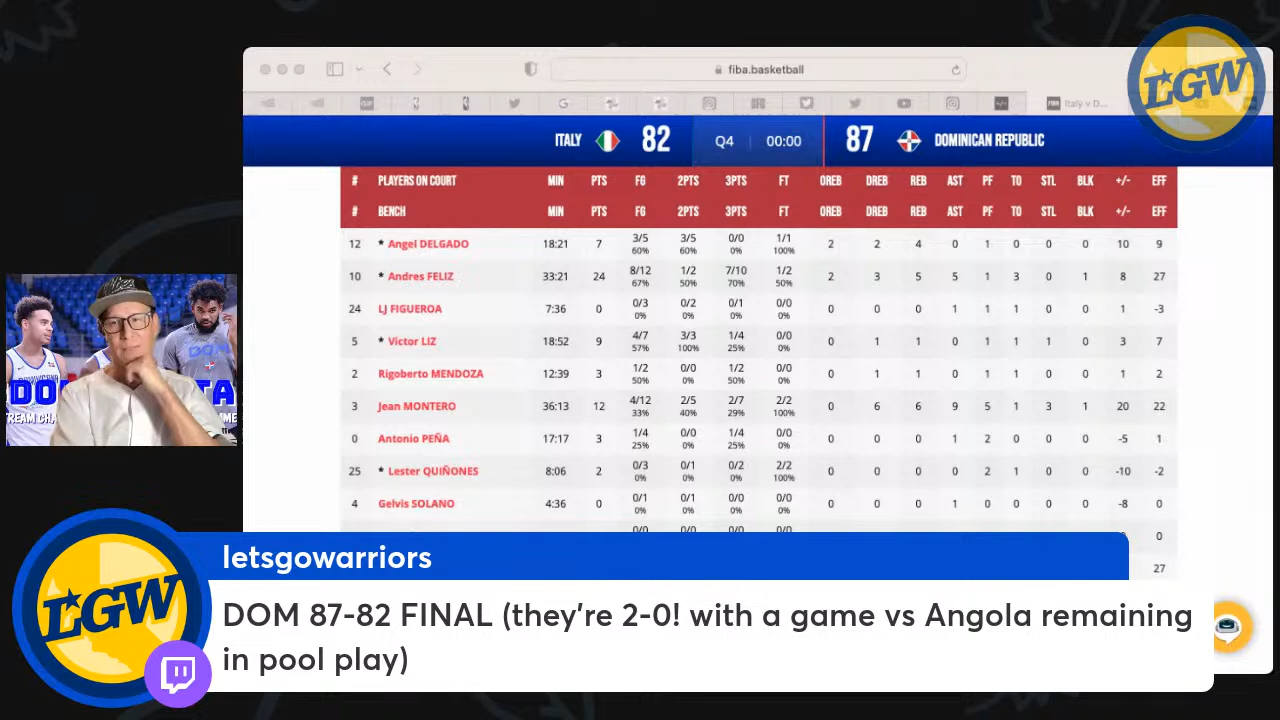 LGW
fiba.basketball
Italy v D...
ITALY 82 Q4 00:00 87 DOMINICAN REPUBLIC
# PLAYERS ON COURT MIN PTS FG 2PTS 3PTS FT OREB DREB REB AST PF TO STL BLK +/- EFF
# BENCH MIN PTS FG 2PTS 3PTS FT OREB DREB REB AST PF TO STL BLK +/- EFF
12 * Angel DELGADO 18:21 7 3/5 60% 3/5 60% 0/0 0% 1/1 100% 2 2 4 0 1 0 0 0 10 9
10 * Andres FELIZ 33:21 24 8/12 67% 1/2 50% 7/10 70% 1/2 50% 2 3 5 5 1 3 0 1 8 27
24 LJ FIGUEROA 7:36 0 0/3 0% 0/2 0% 0/1 0% 0/0 0% 0 0 0 1 1 1 0 0 1 -3
5 * Victor LIZ 18:52 9 4/7 57% 3/3 100% 1/4 25% 0/0 0% 0 1 1 0 1 1 1 0 3 7
2 Rigoberto MENDOZA 12:39 3 1/2 50% 0/0 0% 1/2 50% 0/0 0% 0 1 1 0 1 1 0 0 1 2
3 Jean MONTERO 36:13 12 4/12 33% 2/5 40% 2/7 29% 2/2 100% 0 6 6 9 5 1 3 1 20 22
0 Antonio PEÑA 17:17 3 1/4 25% 0/0 0% 1/4 25% 0/0 0% 0 0 0 1 2 0 0 0 -5 1
25 * Lester QUIÑONES 8:06 2 0/3 0% 0/1 0% 0/2 0% 2/2 100% 0 0 0 0 2 1 0 0 -10 -2
4 Gelvis SOLANO 4:36 0 0/1 0% 0/1 0% 0/0 0% 0/0 0% 0 0 0 1 0 0 0 0 -8 0
0/0 0/0 0/0 0/0 0
27
DOM
LGW
letsgowarriors
DOM 87-82 FINAL (they're 2-0! with a game vs Angola remaining
in pool play)